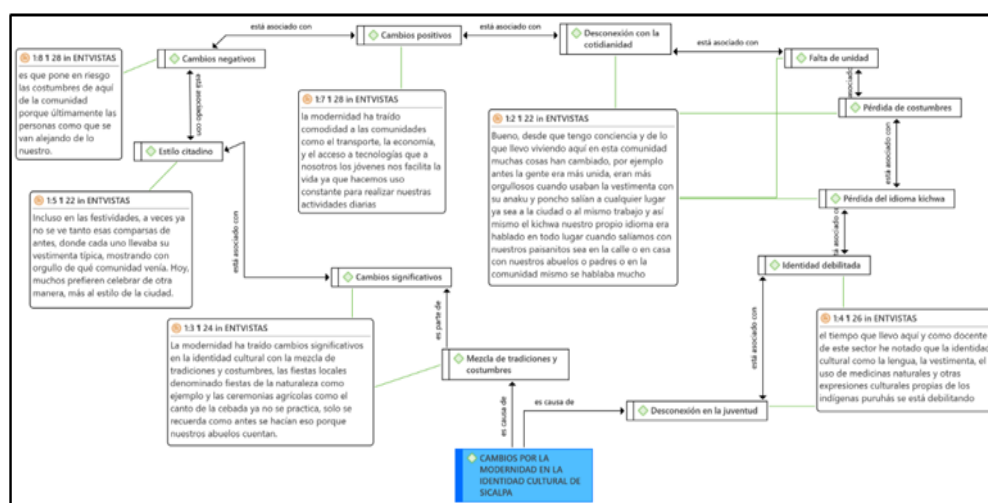 está asociado con
Cambios positivos
está asociado con
Desconexión con la
cotidianidad
está asociado con
1:8 ¶ 28 in ENTVISTAS
es que pone en riesgo
las costumbres de aquí
de la comunidad
porque últimamente las
personas como que se
van alejando de lo
nuestro.
Cambios negativos
Falta de unidad
está asociado con
1:7 ¶ 28 in ENTVISTAS
la modernidad ha traído
comodidad a las comunidades
como el transporte, la economía,
y el acceso a tecnologías que a
nosotros los jóvenes nos facilita la
vida ya que hacemos uso
constante para realizar nuestras
actividades diarias
1:2 ¶ 22 in ENTVISTAS
Bueno, desde que tengo conciencia y de lo
que llevo viviendo aquí en esta comunidad
muchas cosas han cambiado, por ejemplo
antes la gente era más unida, eran más
orgullosos cuando usaban la vestimenta con
su anaku y poncho salían a cualquier lugar
ya sea a la ciudad o al mismo trabajo y así
mismo el kichwa nuestro propio idioma era
hablado en todo lugar cuando salíamos con
nuestros paisanitos sea en la calle o en casa
con nuestros abuelos o padres o en la
comunidad mismo se hablaba mucho
está asociado con
Pérdida de costumbres
está asociado con
Pérdida del idioma kichwa
está asociado con
Identidad debilitada
Estilo citadino
1:5 ¶ 22 in ENTVISTAS
Incluso en las festividades, a veces ya
no se ve tanto esas comparsas de
antes, donde cada uno llevaba su
vestimenta típica, mostrando con
orgullo de qué comunidad venía. Hoy,
muchos prefieren celebrar de otra
manera, más al estilo de la ciudad.
está asociado con
Cambios significativos
es parte de
está asociado con
1:4 ¶ 26 in ENTVISTAS
el tiempo que llevo aquí y como docente
de este sector he notado que la identidad
cultural como la lengua, la vestimenta, el
uso de medicinas naturales y otras
expresiones culturales propias de los
indígenas puruhás se está debilitando
1:3 ¶ 24 in ENTVISTAS
La modernidad ha traído cambios significativos
en la identidad cultural con la mezcla de
tradiciones y costumbres, las fiestas locales
denominado fiestas de la naturaleza como
ejemplo y las ceremonias agrícolas como el
canto de la cebada ya no se practica, solo se
recuerda como antes se hacían eso porque
nuestros abuelos cuentan.
Mezcla de tradiciones y
costumbres
es causa de
es causa de
Desconexión en la juventud
CAMBIOS POR LA
MODERNIDAD EN LA
IDENTIDAD CULTURAL DE
SICALPA